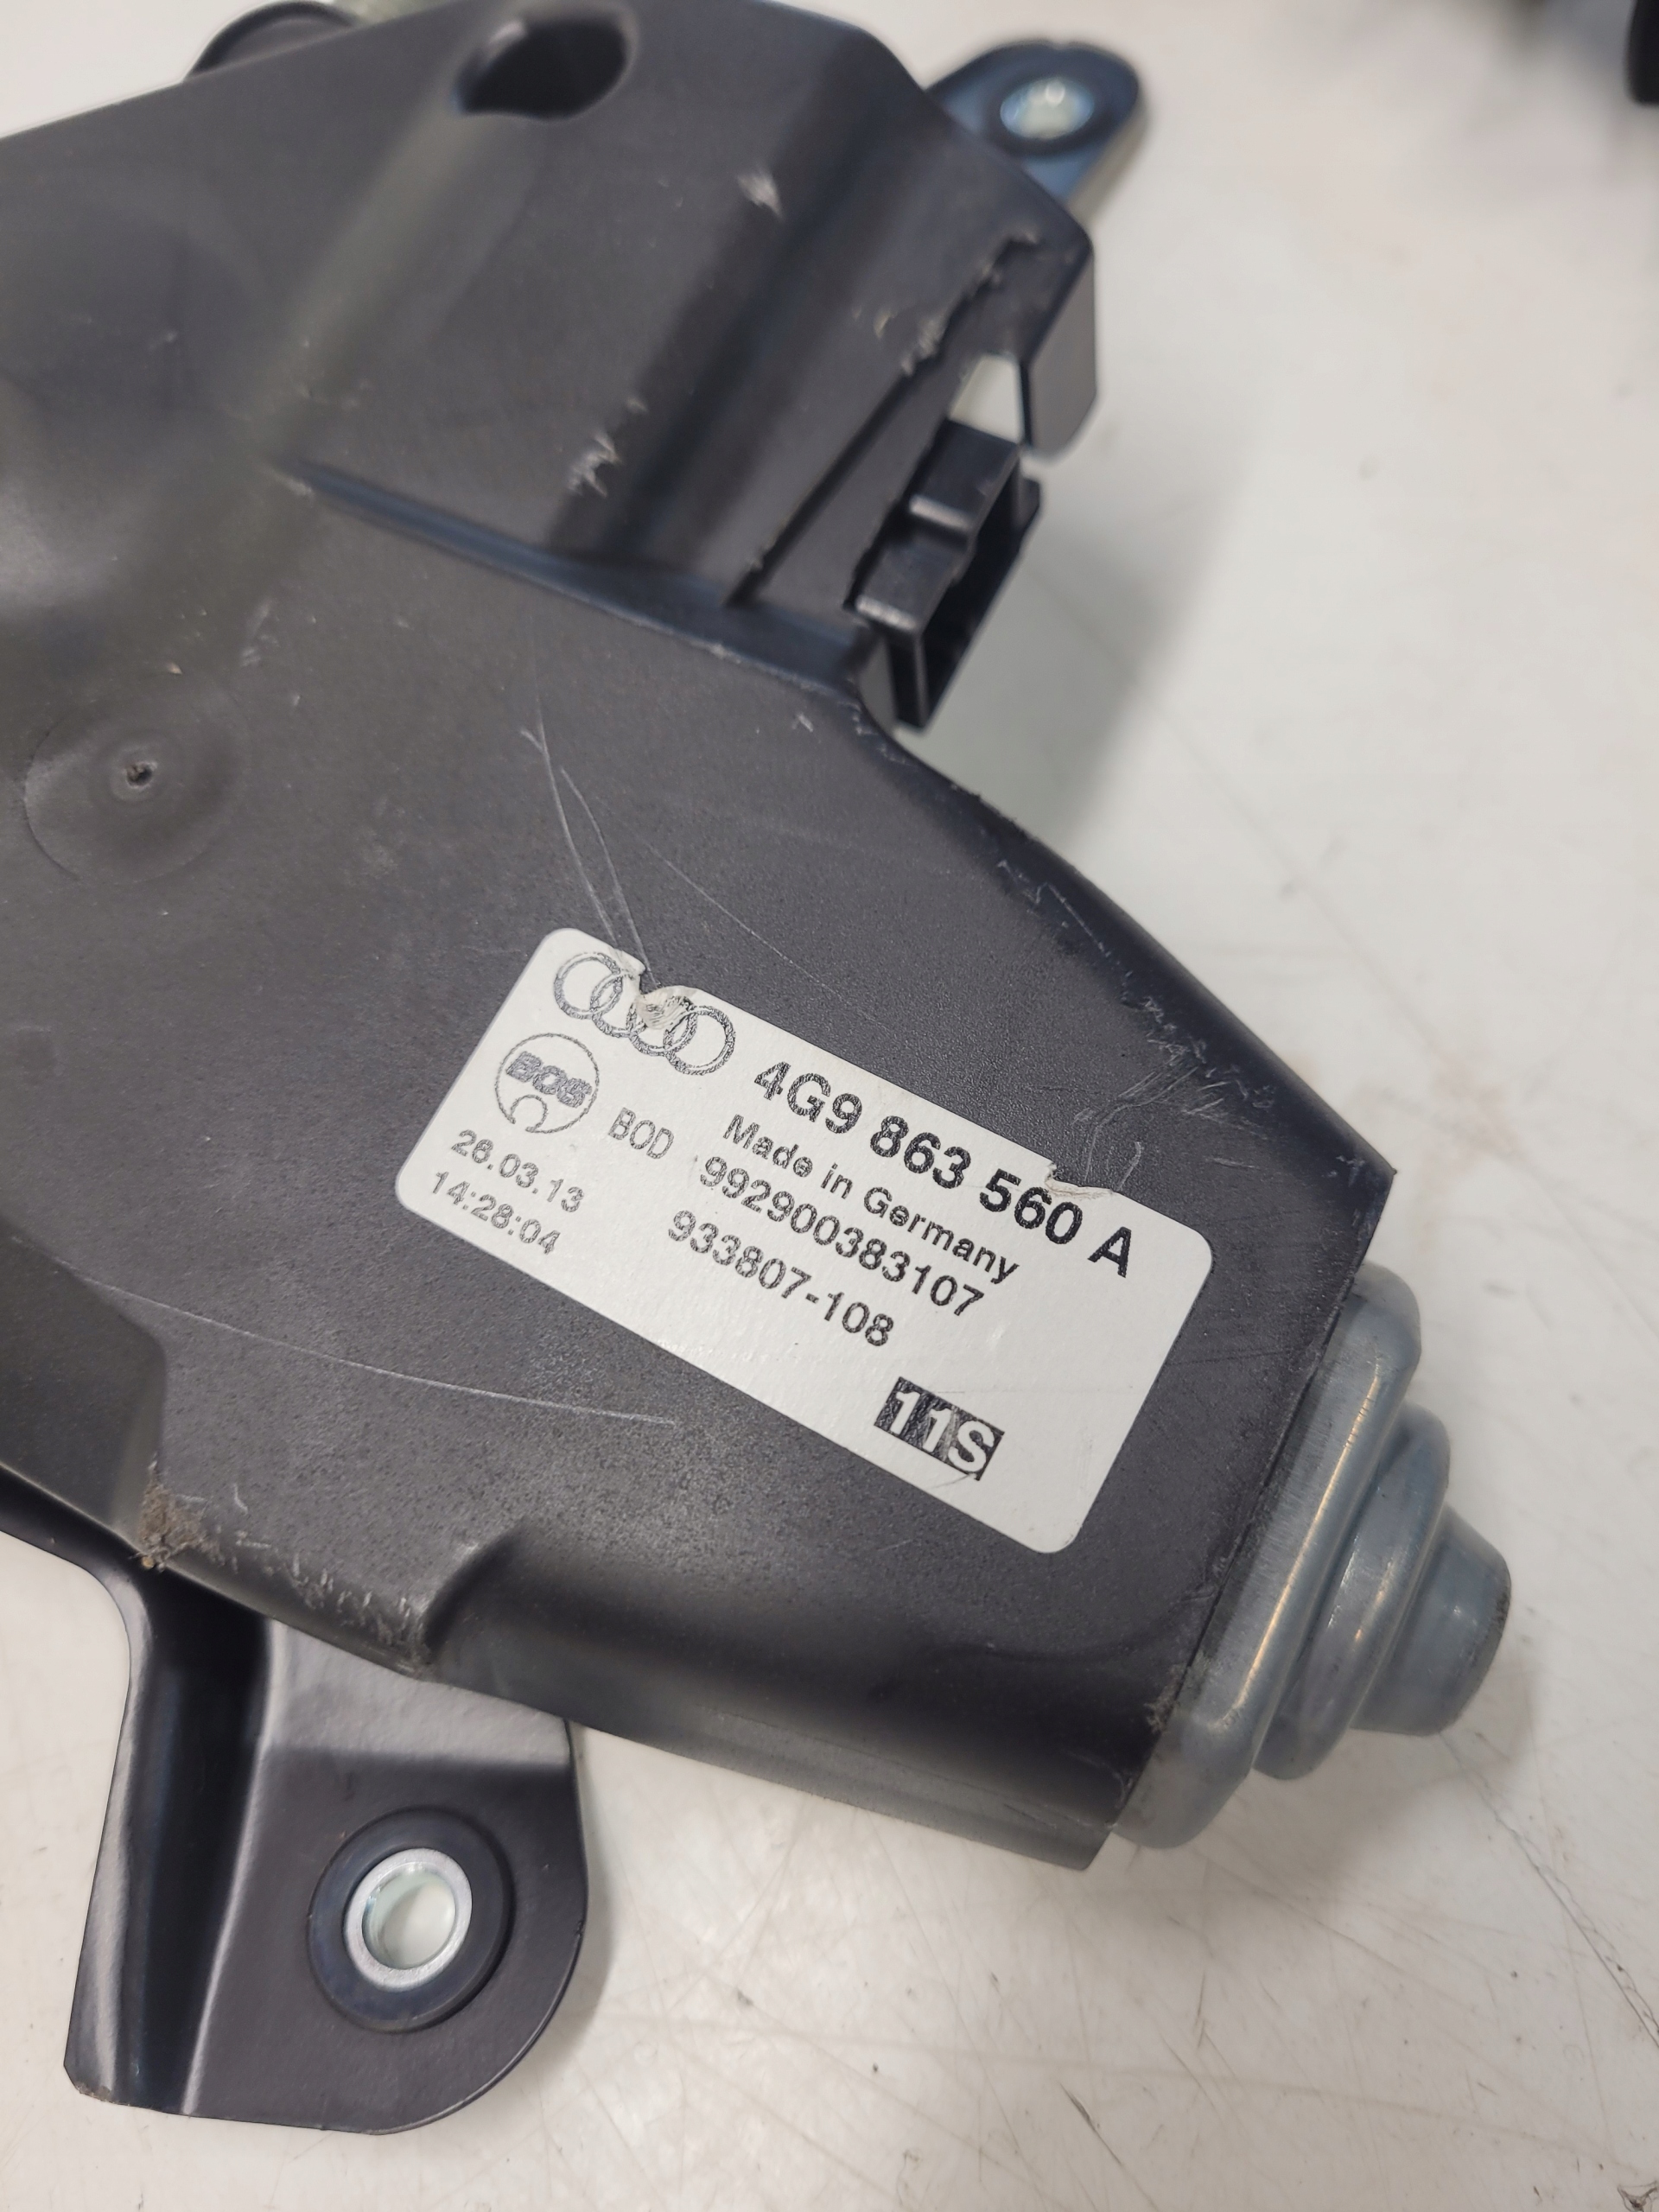 4G9 863 560 A
BOS
BOD
Made in Germany
992900383107
26.03.13
933807-108
14:28:04
11S